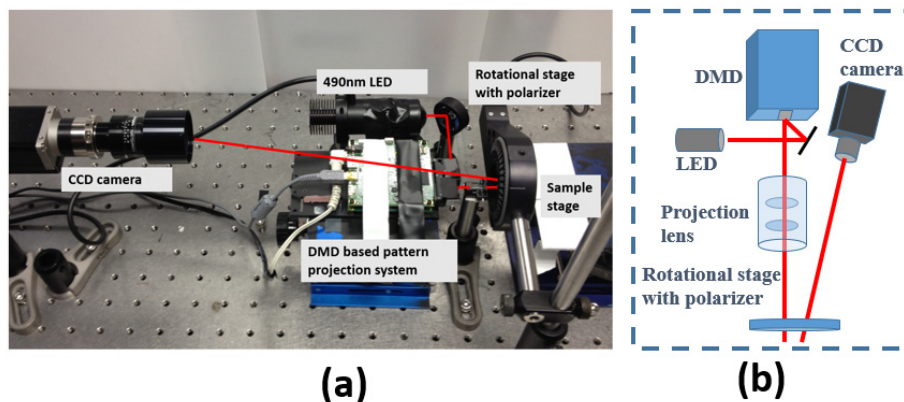 490nm LED
Rotational stage
with polarizer
CCD camera
Sample
stage
DMD based pattern
projection system
(a)
DMD
CCD
camera
LED
Projection
lens
Rotational stage
with polarizer
(b)